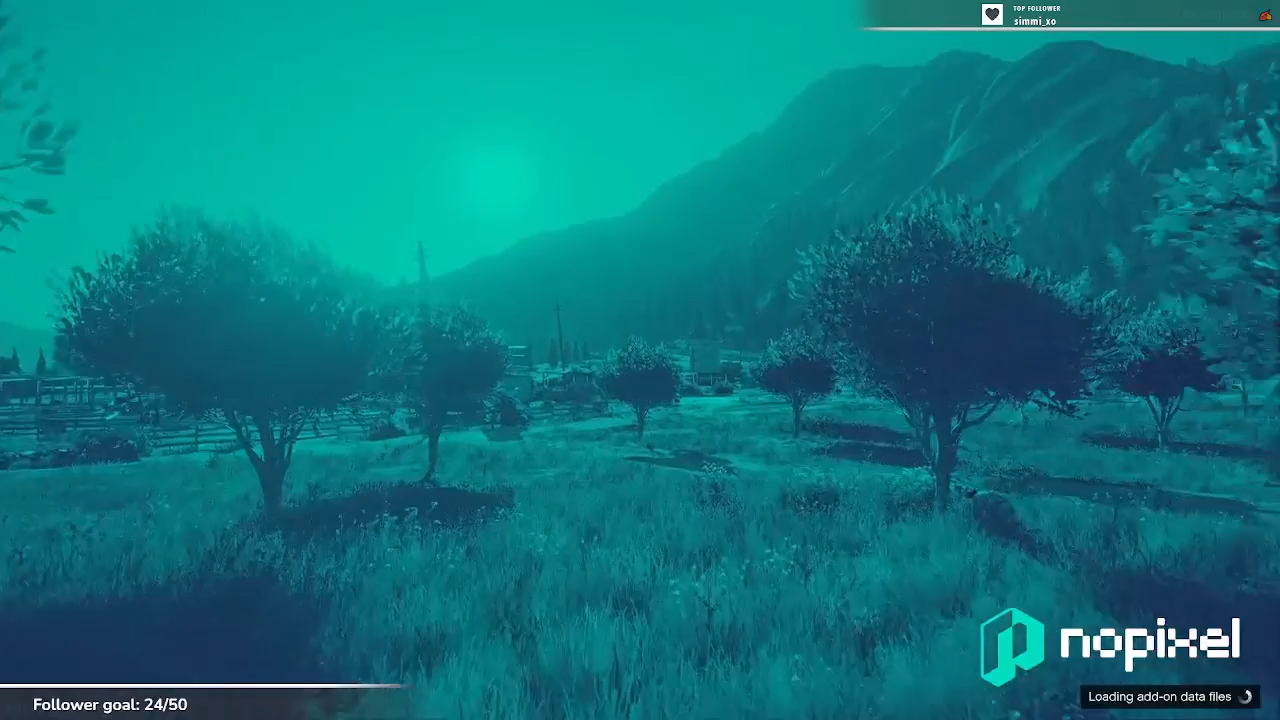 TOP FOLLOWER
simmi_xo
nopixel
Loading add-on data files
Follower goal: 24/50